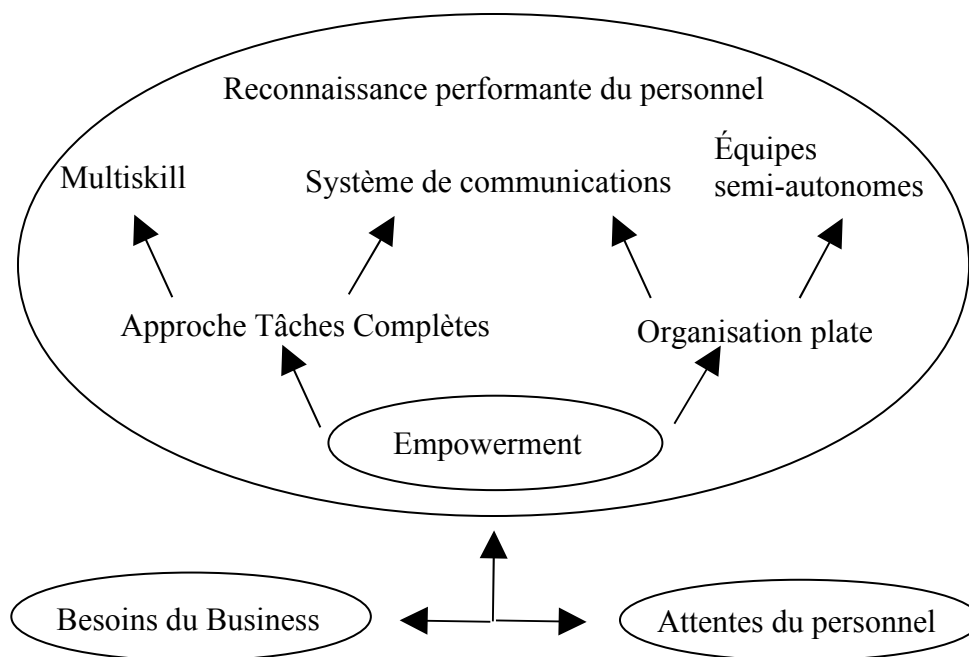 Reconnaissance performante du personnel
Multiskill
Système de communications
Équipes
semi-autonomes
Approche Tâches Complètes
Organisation plate
Empowerment
Besoins du Business
Attentes du personnel